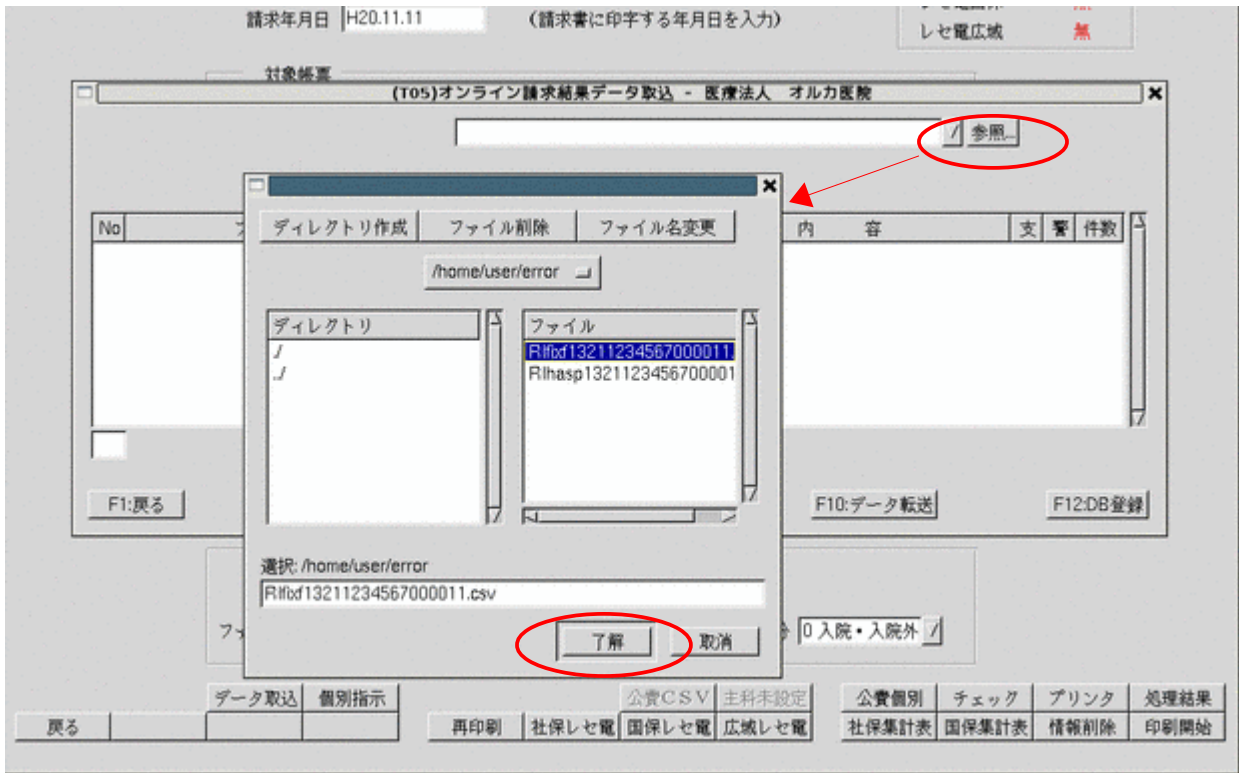 請求年月日 H20.11.11 (請求書に印字する年月日を入力)
レセ電広域 無
対象帳票
(T05)オンライン請求結果データ取込 - 医療法人 オルカ医院
参照...
ディレクトリ作成 ファイル削除 ファイル名変更
No 内 容 支 警 件数
/home/user/error
ディレクトリ ファイル
./ RIfixf13211234567000011.
../ RIhasp1321123456700001
F1:戻る F10:データ転送 F12:DB登録
選択: /home/user/error
RIfixf13211234567000011.csv
了解 取消
0 入院・入院外
データ取込 個別指示 公費CSV 主科未設定 公費個別 チェック プリンタ 処理結果
戻る 再印刷 社保レセ電 国保レセ電 広域レセ電 社保集計表 国保集計表 情報削除 印刷開始